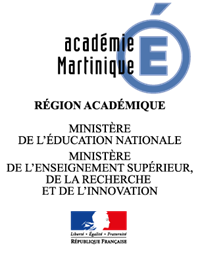 académie
Martinique
É
RÉGION ACADÉMIQUE
MINISTÈRE
DE L'ÉDUCATION NATIONALE
MINISTÈRE
DE L'ENSEIGNEMENT SUPÉRIEUR,
DE LA RECHERCHE
ET DE L'INNOVATION
Liberté • Égalité • Fraternité
RÉPUBLIQUE FRANÇAISE